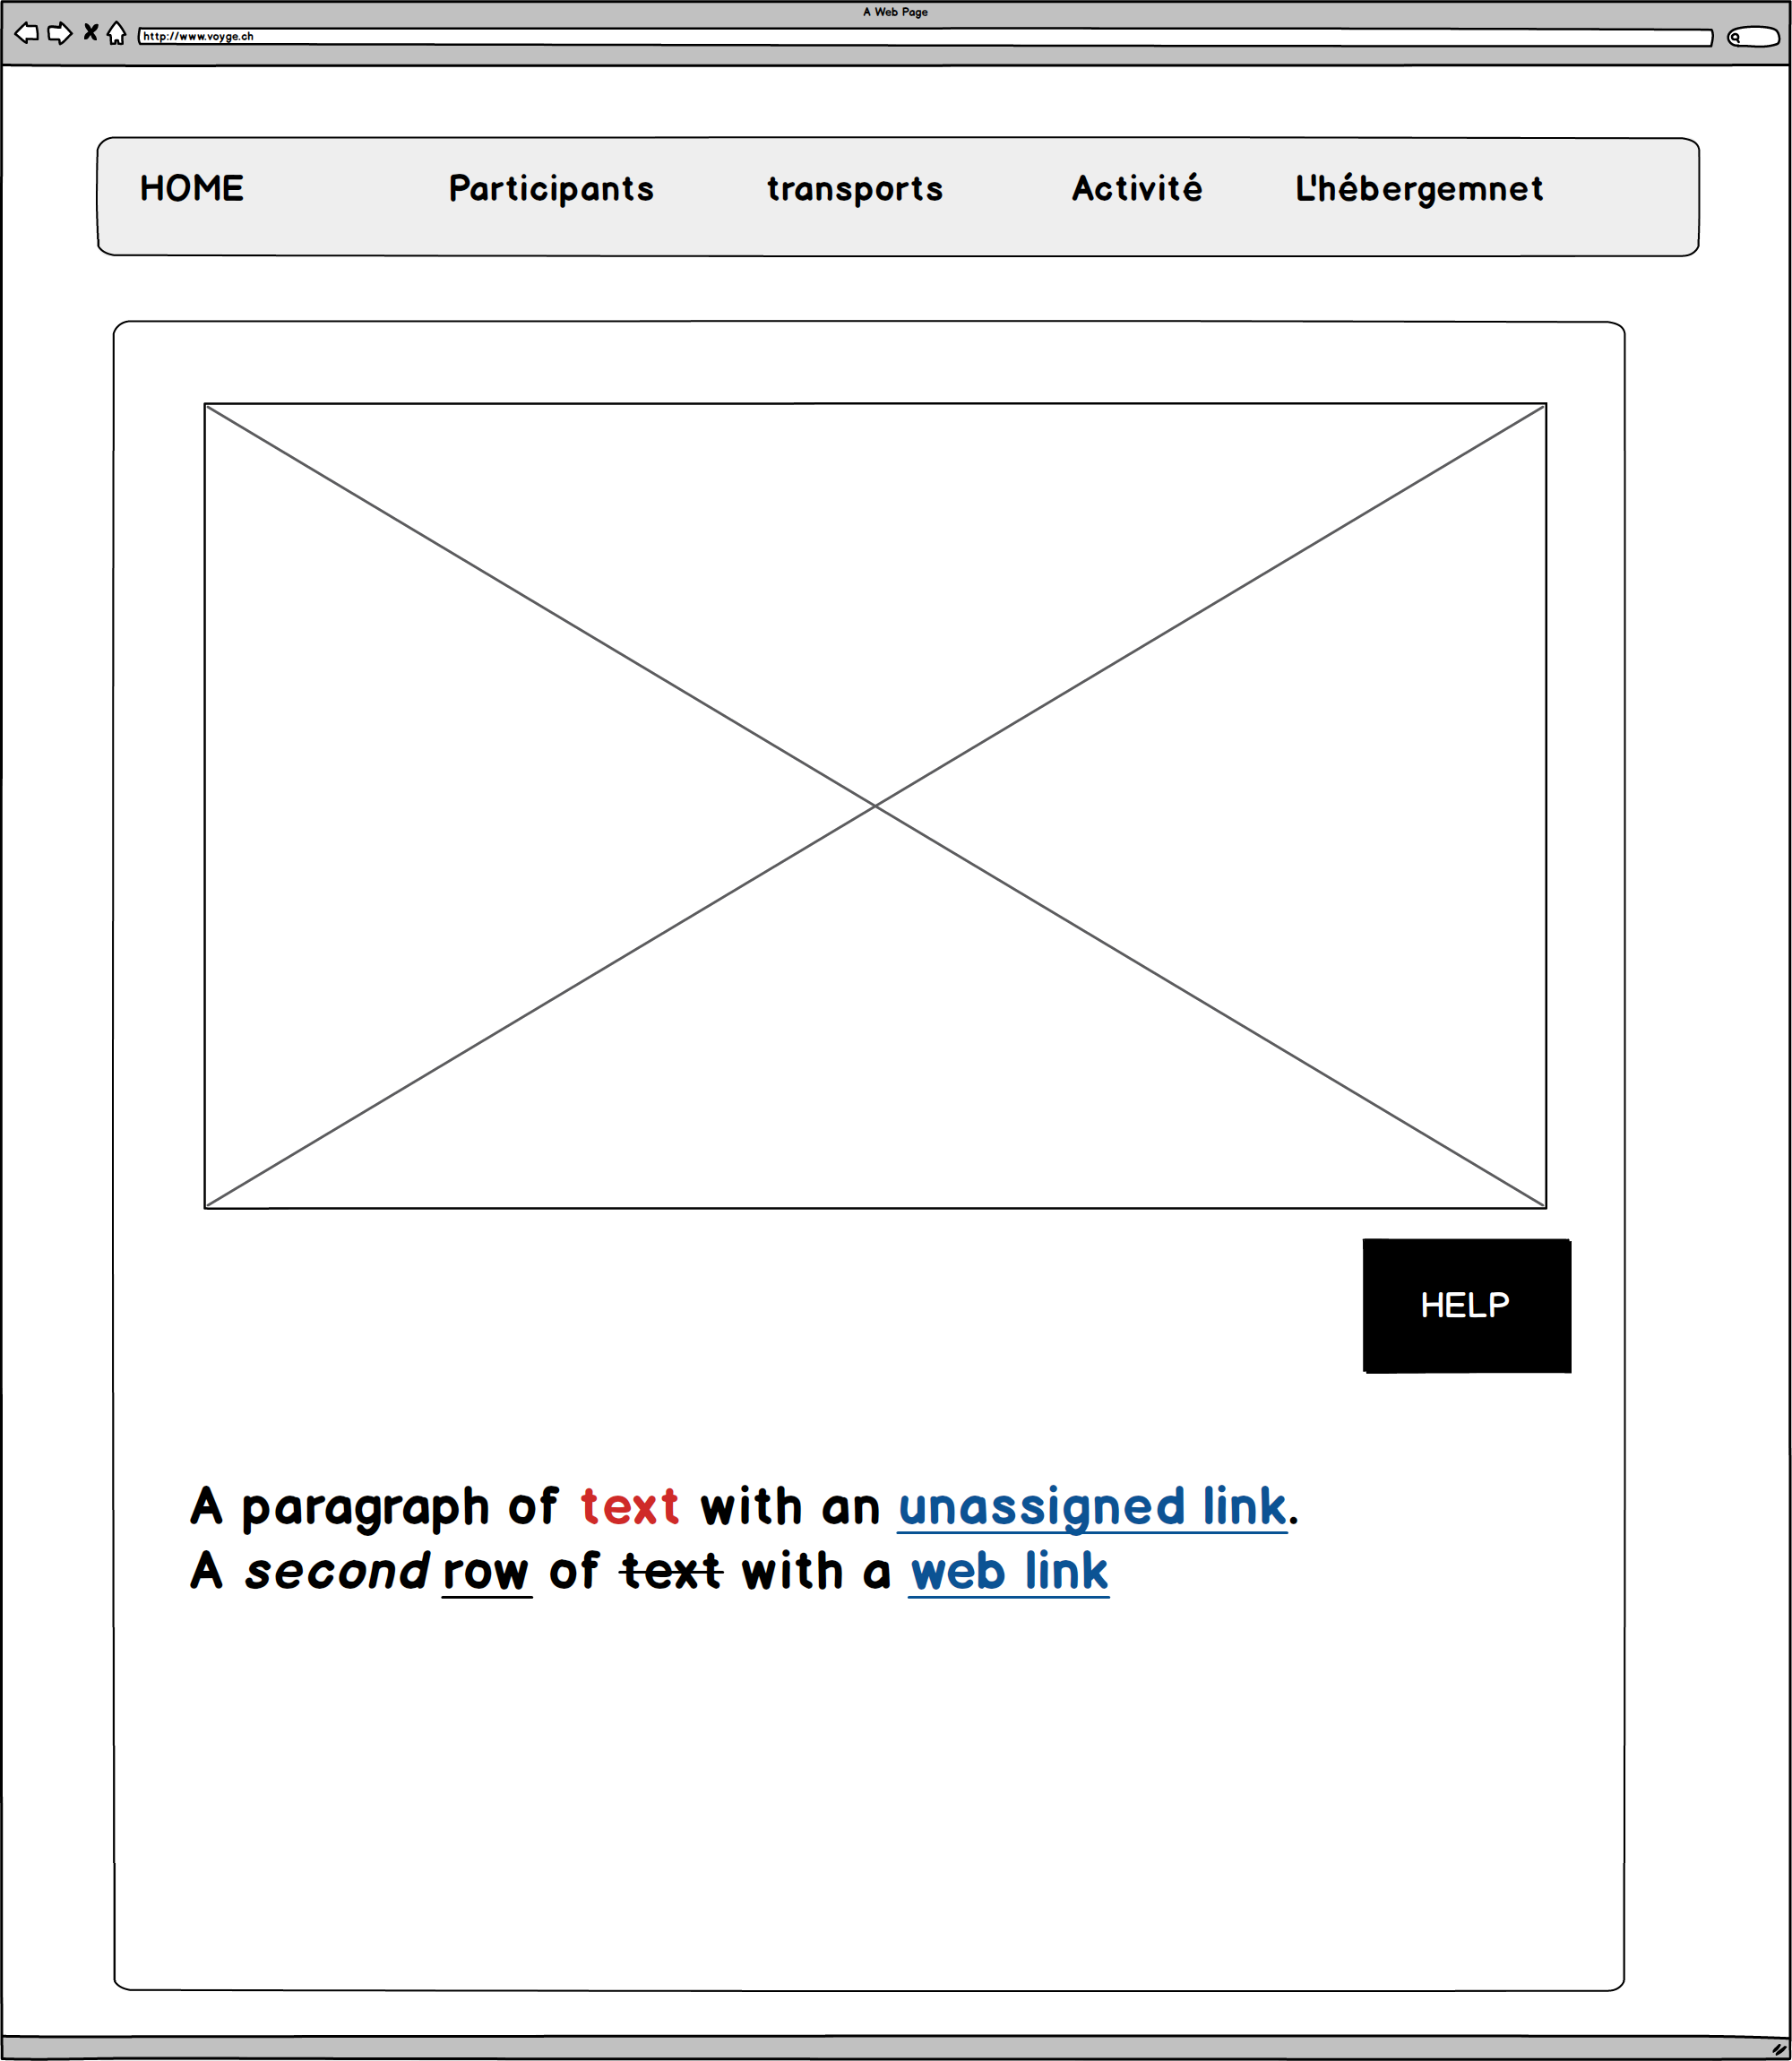 A Web Page
http://www.voyge.ch
HOME Participants transports Activité L'hébergemnet
HELP
A paragraph of text with an unassigned link.
A second row of text with a web link